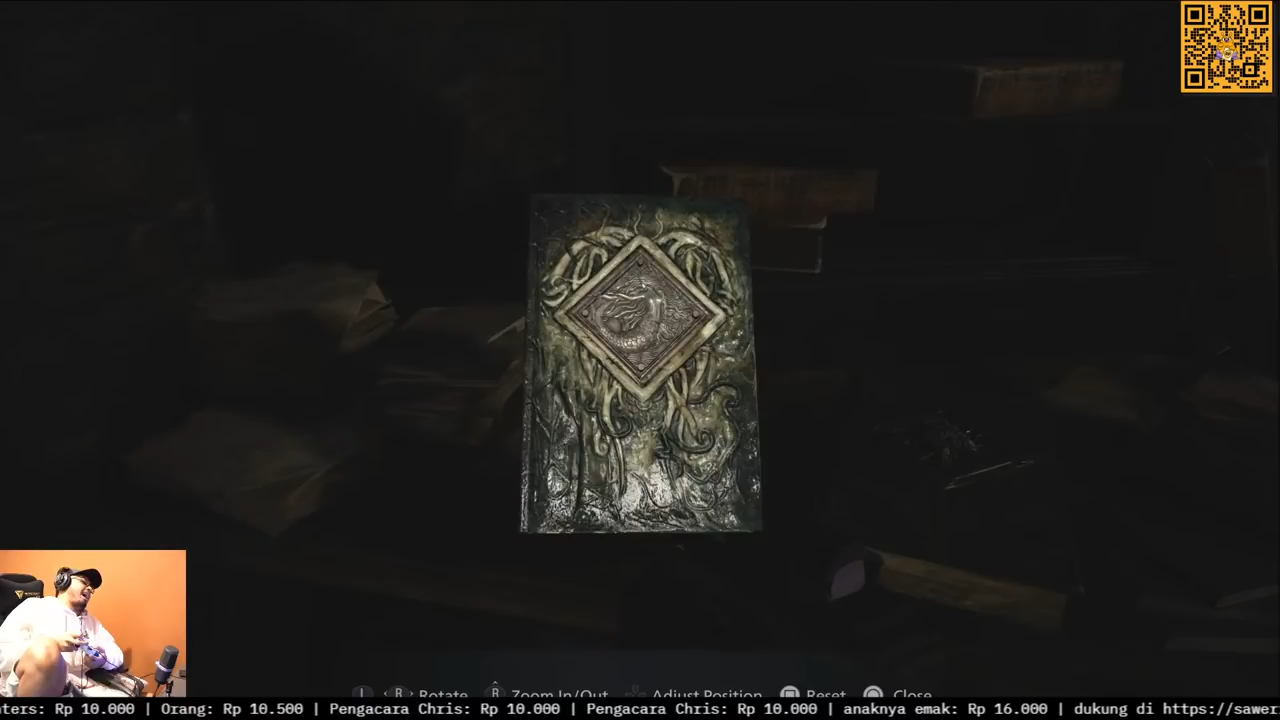 L R Rotate R Zoom In/Out Adjust Position Reset Close
nters: Rp 10.000 | Orang: Rp 10.500 | Pengacara Chris: Rp 10.000 | Pengacara Chris: Rp 10.000 | anaknya emak: Rp 16.000 | dukung di https://sawer